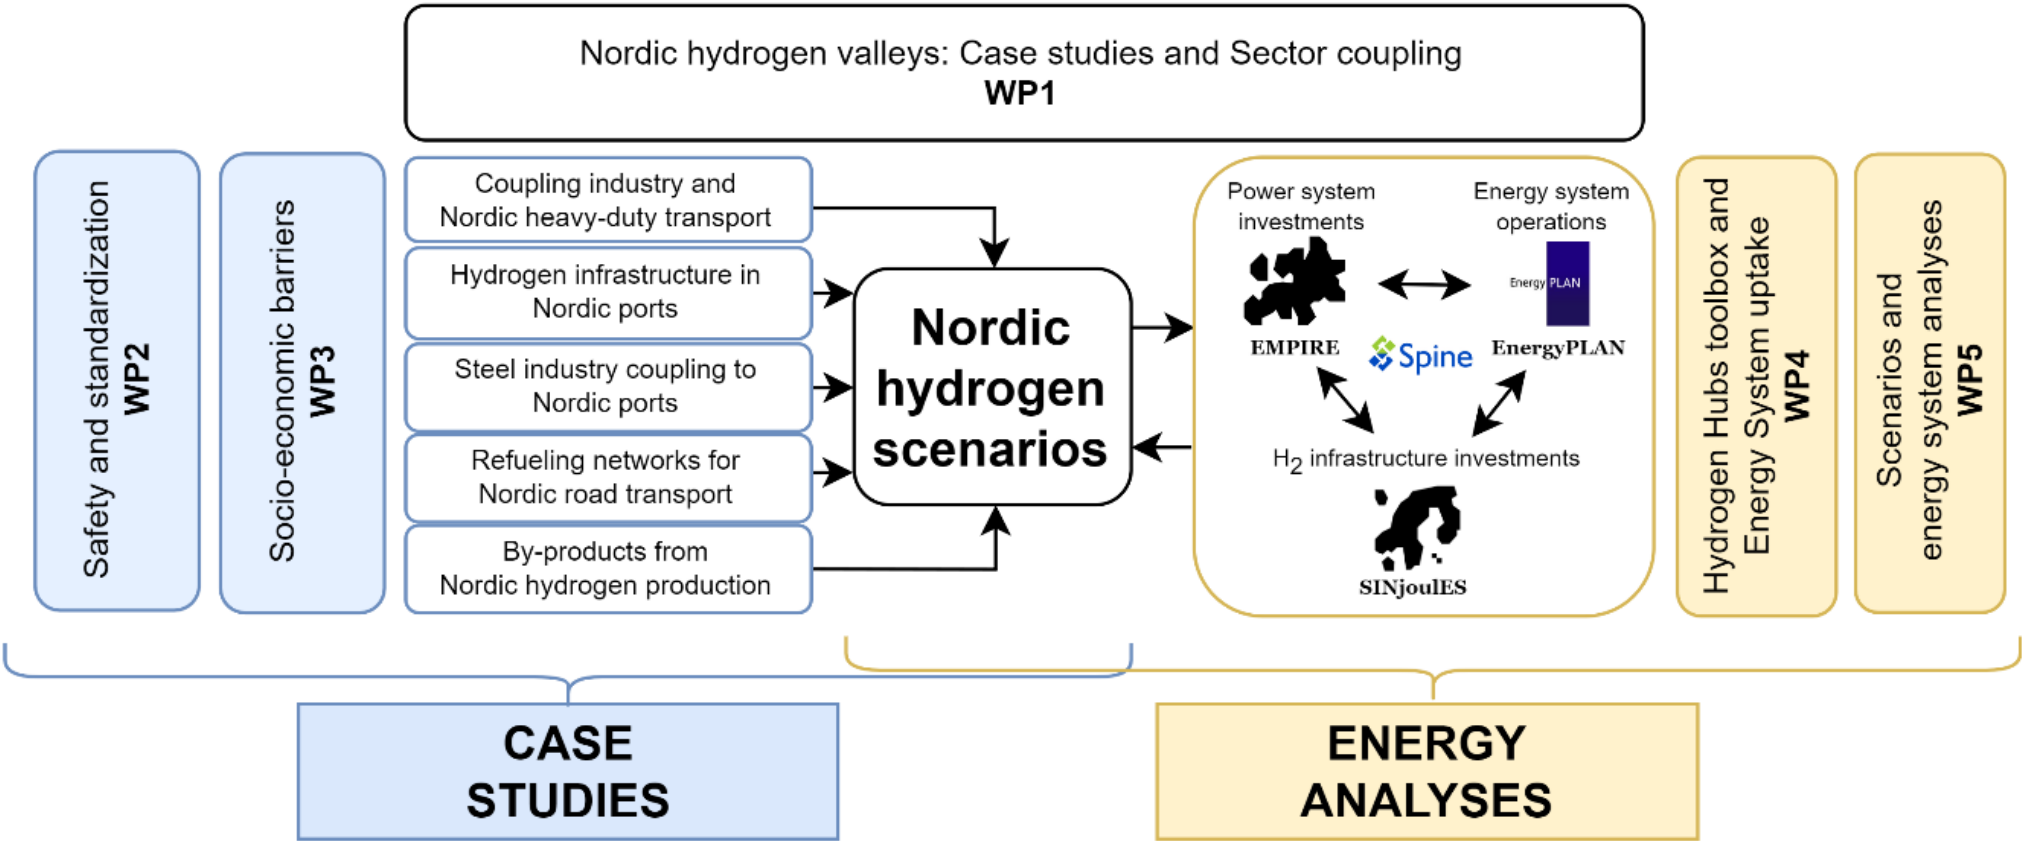 Nordic hydrogen valleys: Case studies and Sector coupling
WP1
Safety and standardization
WP2
Socio-economic barriers
WP3
Coupling industry and
Nordic heavy-duty transport
Hydrogen infrastructure in
Nordic ports
Steel industry coupling to
Nordic ports
Refueling networks for
Nordic road transport
By-products from
Nordic hydrogen production
Nordic
hydrogen
scenarios
Power system
investments
EMPIRE
Energy system
operations
Energy PLAN
EnergyPLAN
Spine
H2 infrastructure investments
SINjoulES
Hydrogen Hubs toolbox and
Energy System uptake
WP4
Scenarios and
energy system analyses
WP5
CASE
STUDIES
ENERGY
ANALYSES